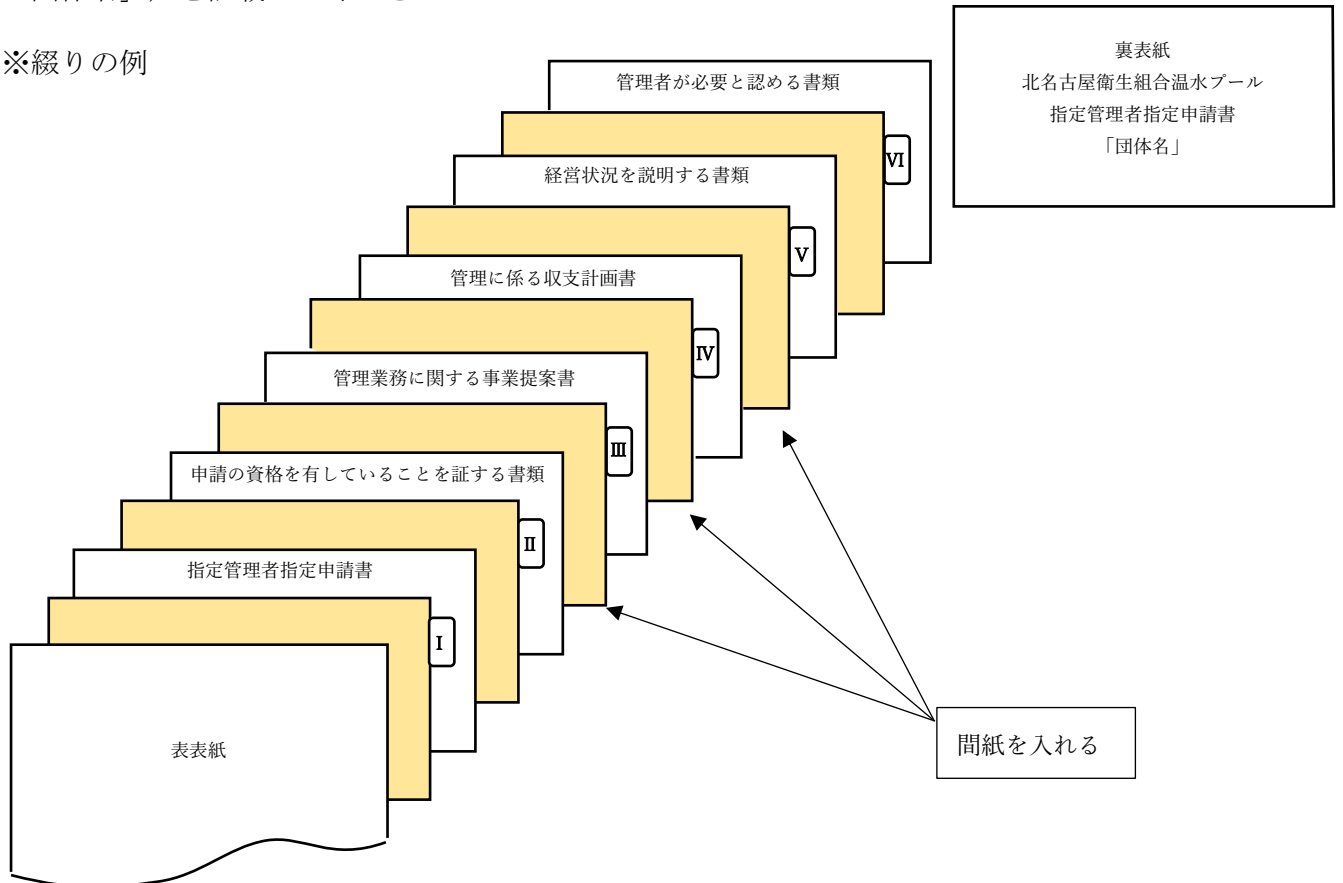 ※綴りの例
裏表紙
北名古屋衛生組合温水プール
指定管理者指定申請書
「団体名」
管理者が必要と認める書類
Ⅵ
経営状況を説明する書類
Ⅴ
管理に係る収支計画書
Ⅳ
管理業務に関する事業提案書
Ⅲ
申請の資格を有していることを証する書類
Ⅱ
指定管理者指定申請書
Ⅰ
表表紙
間紙を入れる